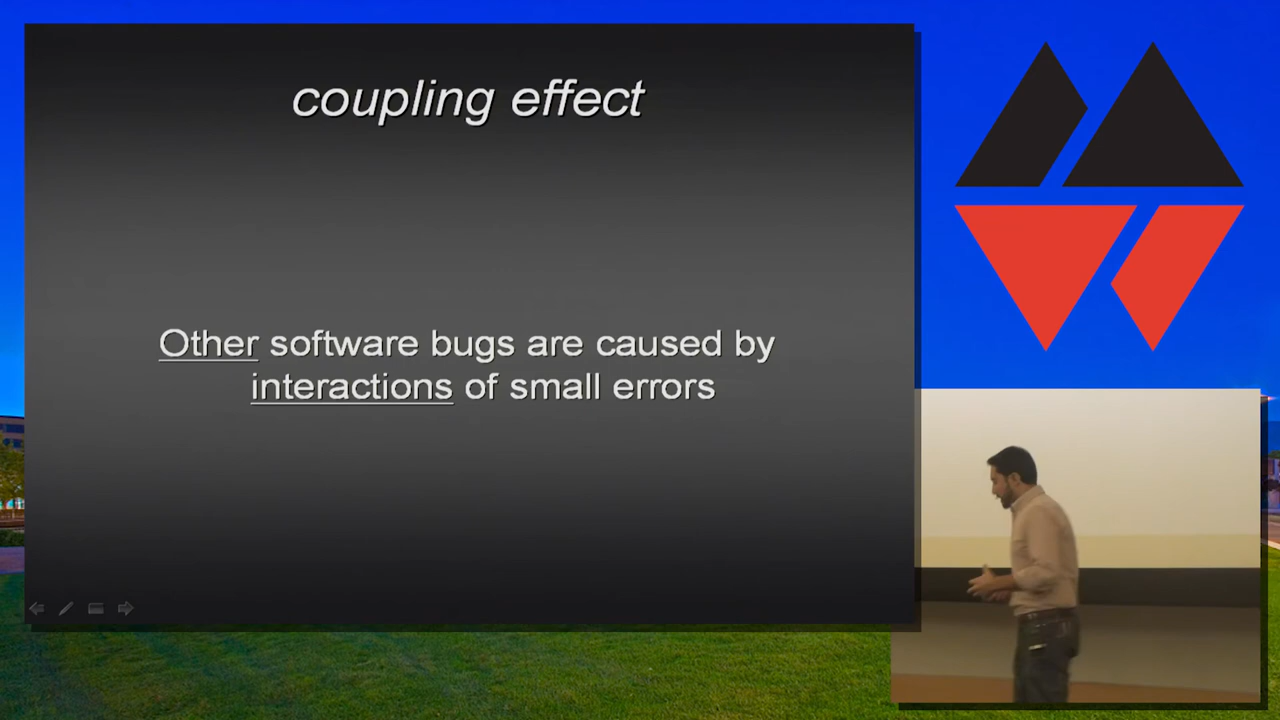 coupling effect
Other software bugs are caused by
interactions of small errors